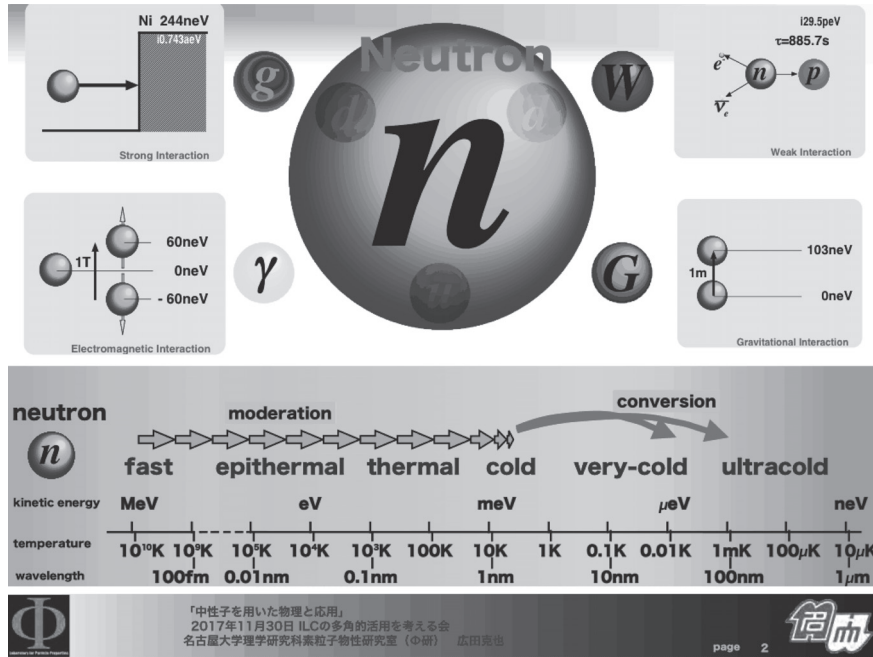 Ni 244neV
i0.743aeV
Strong Interaction
g
Neutron
d
d
n
u
W
i29.5peV
τ=885.7s
e
n
p
ν̄e
Weak Interaction
1T
60neV
0neV
- 60neV
Electromagnetic Interaction
γ
G
103neV
1m
0neV
Gravitational Interaction
neutron
n
moderation
conversion
fast epithermal thermal cold very-cold ultracold
kinetic energy MeV eV meV μeV neV
temperature 10¹⁰K 10⁹K 10⁵K 10⁴K 10³K 100K 10K 1K 0.1K 0.01K 1mK 100μK 10μK
wavelength 100fm 0.01nm 0.1nm 1nm 10nm 100nm 1μm
Φ
Laboratory for Particle Properties
「中性子を用いた物理と応用」
2017年11月30日 ILCの多角的活用を考える会
名古屋大学理学研究科素粒子物性研究室（Φ研） 広田克也
page 2